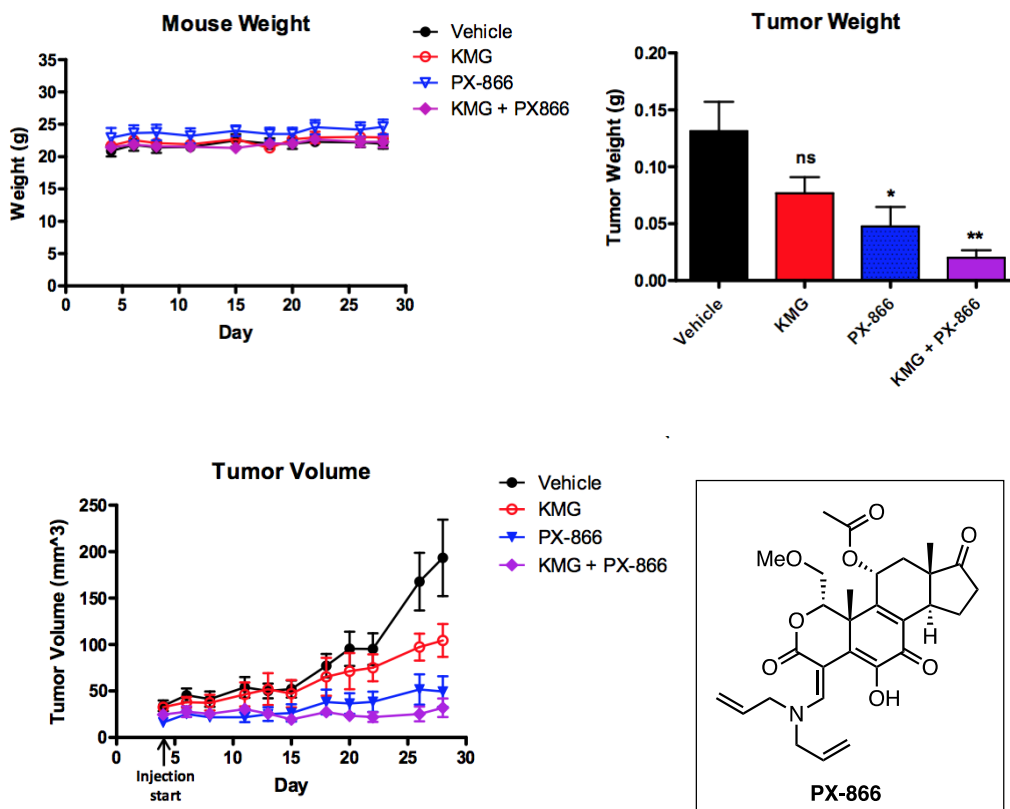 Mouse Weight
Weight (g)
35
30
25
20
15
10
5
0
0 5 10 15 20 25 30
Day
Vehicle
KMG
PX-866
KMG + PX866
Tumor Weight
Tumor Weight (g)
0.20
0.15
0.10
0.05
0.00
ns
*
**
Vehicle
KMG
PX-866
KMG + PX-866
Tumor Volume
Tumor Volume (mm^3)
250
200
150
100
50
0
0 5 10 15 20 25 30
Injection
start
Day
Vehicle
KMG
PX-866
KMG + PX-866
O
O
O
MeO
O
H
O
O
OH
N
PX-866